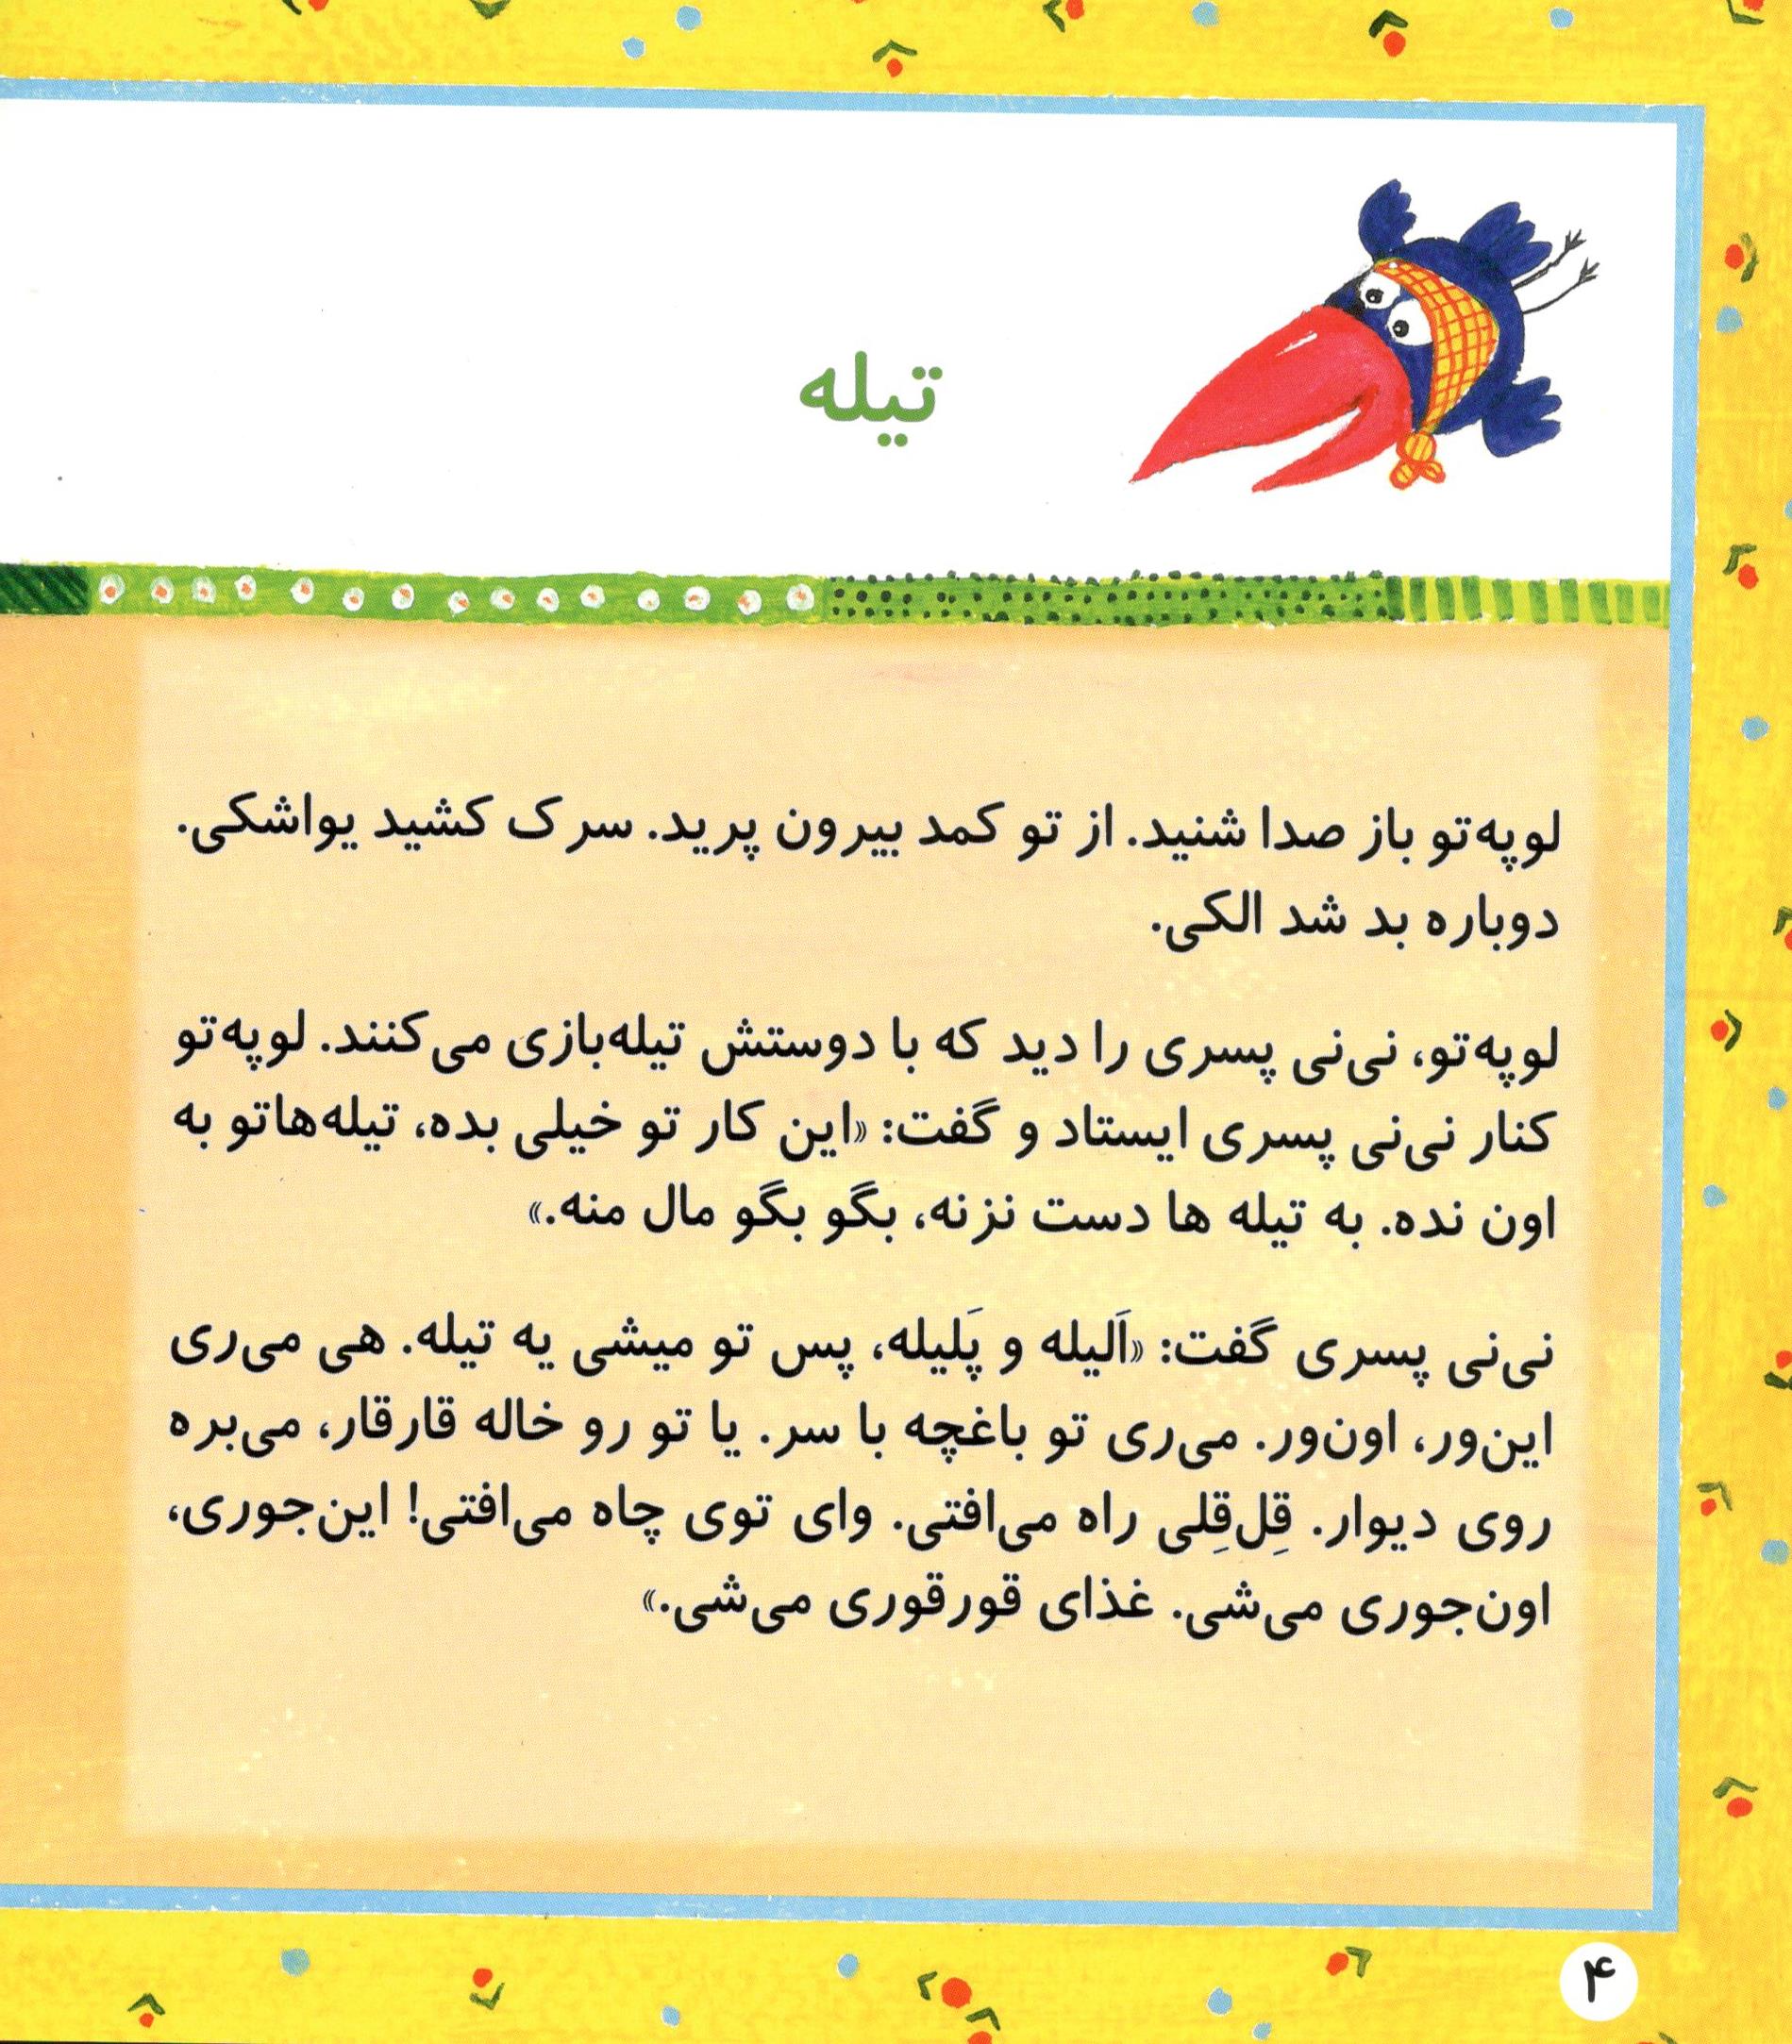 تیله
لوپه‌تو باز صدا شنید. از تو کمد بیرون پرید. سرک کشید یواشکی.
دوباره بد شد الکی.
لوپه‌تو، نی‌نی پسری را دید که با دوستش تیله‌بازی می‌کنند. لوپه‌تو
کنار نی‌نی پسری ایستاد و گفت: «این کار تو خیلی بده، تیله‌هاتو به
اون نده. به تیله ها دست نزنه، بگو بگو مال منه.»
نی‌نی پسری گفت: «اَلیله و پَلیله، پس تو میشی یه تیله. هی می‌ری
این‌ور، اون‌ور. می‌ری تو باغچه با سر. یا تو رو خاله قارقار، می‌بره
روی دیوار. قِل‌قِلی راه می‌افتی. وای توی چاه می‌افتی! این‌جوری،
اون‌جوری می‌شی. غذای قورقوری می‌شی.»
۴